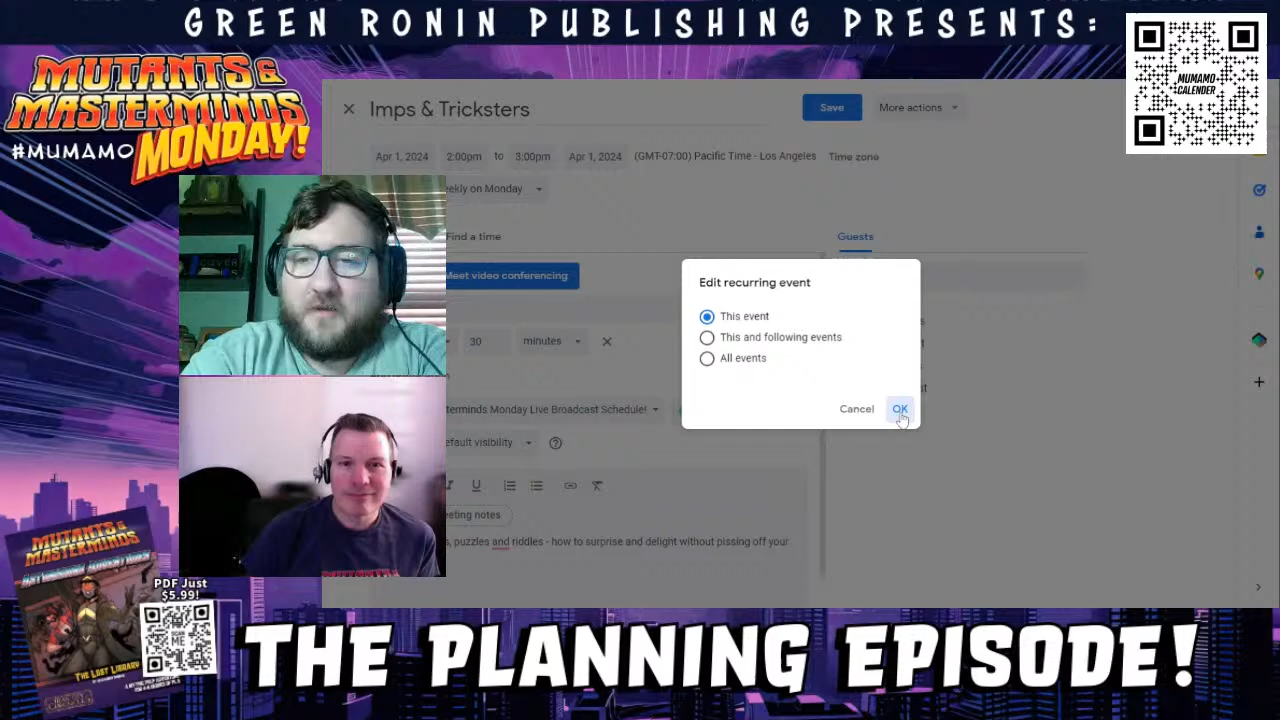 GREEN RONIN PUBLISHING PRESENTS:
MUTANTS &
MASTERMINDS
#MUMAMO MONDAY!
MUMAMO
CALENDER
Imps & Tricksters
Save
More actions
Apr 1, 2024 2:00pm to 3:00pm Apr 1, 2024 (GMT-07:00) Pacific Time - Los Angeles Time zone
on Monday
Find a time
Guests
Meet video conferencing
Edit recurring event
This event
This and following events
All events
Cancel OK
30 minutes
Monday Live Broadcast Schedule!
visibility
U
notes
puzzles and riddles - how to surprise and delight without pissing off your
MUTANTS &
MASTERMINDS
THE LOST LIBRARY
PDF Just
$5.99!
SCAN
ME
THE PLANNING EPISODE!